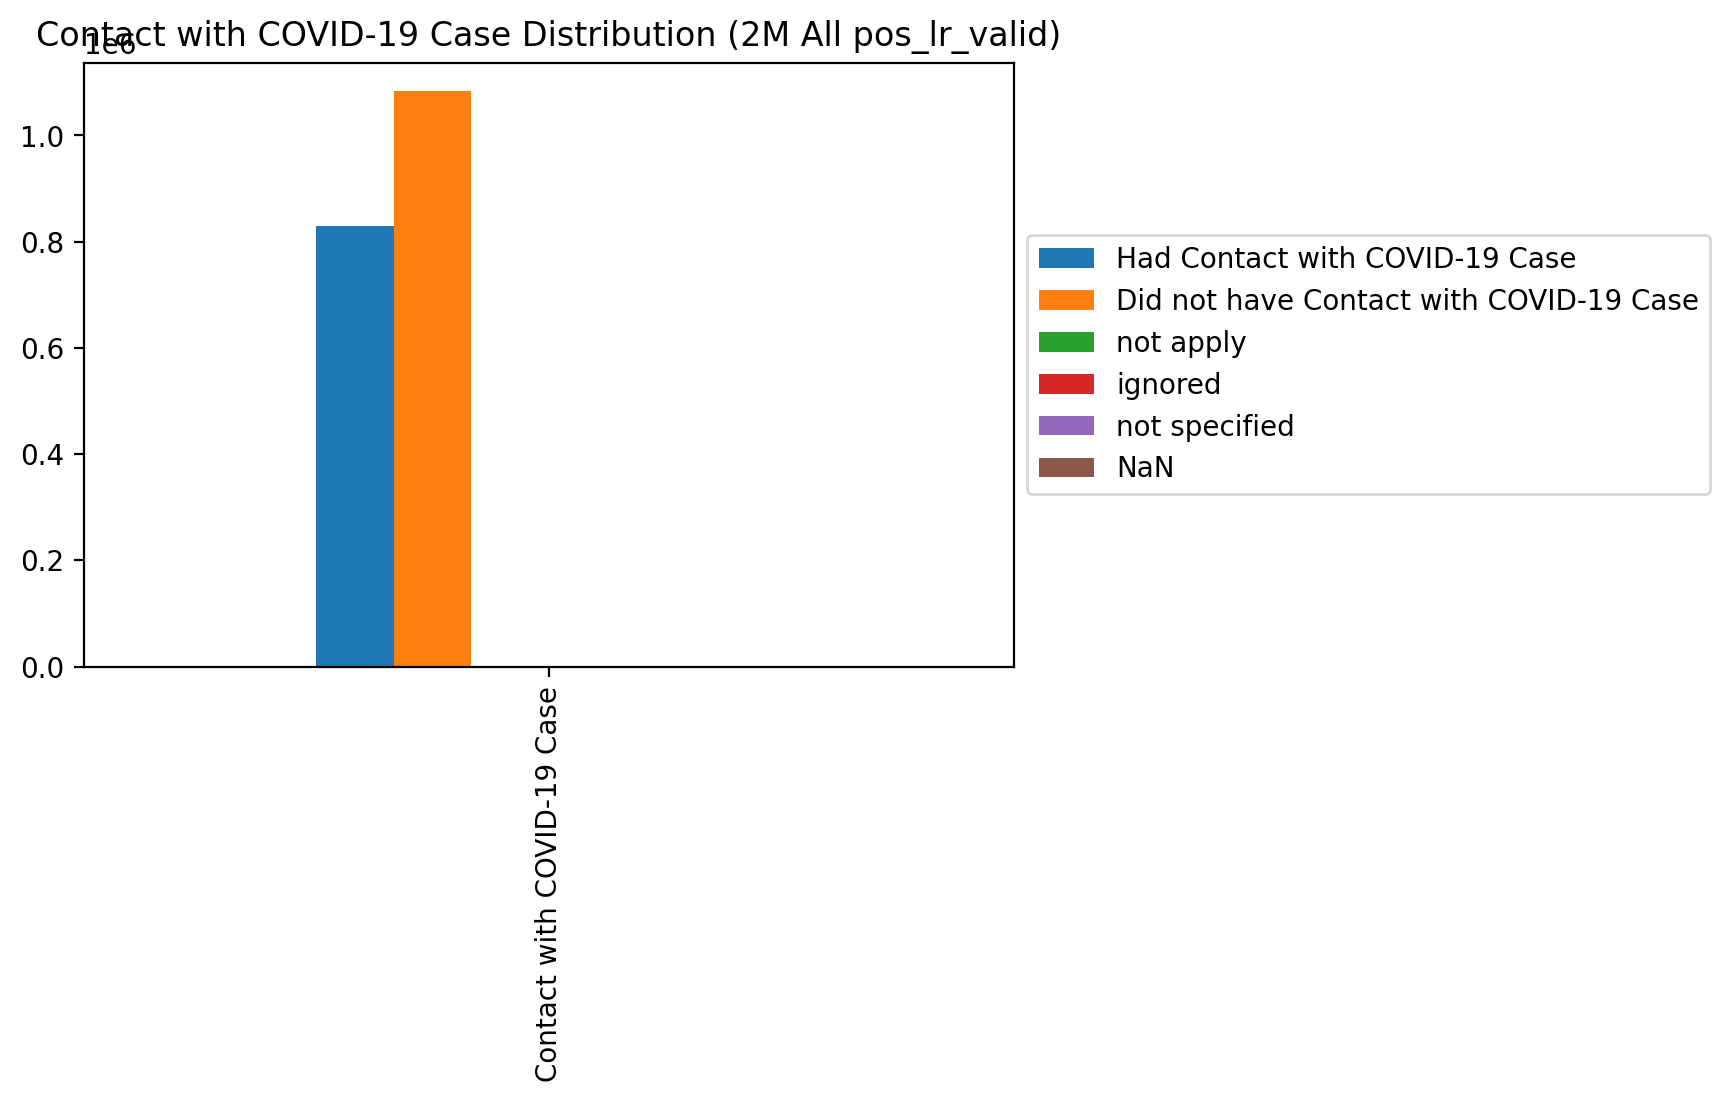 Contact with COVID-19 Case Distribution (2M All pos_lr_valid)
1e6
1.0
0.8
0.6
0.4
0.2
0.0
Contact with COVID-19 Case
Had Contact with COVID-19 Case
Did not have Contact with COVID-19 Case
not apply
ignored
not specified
NaN